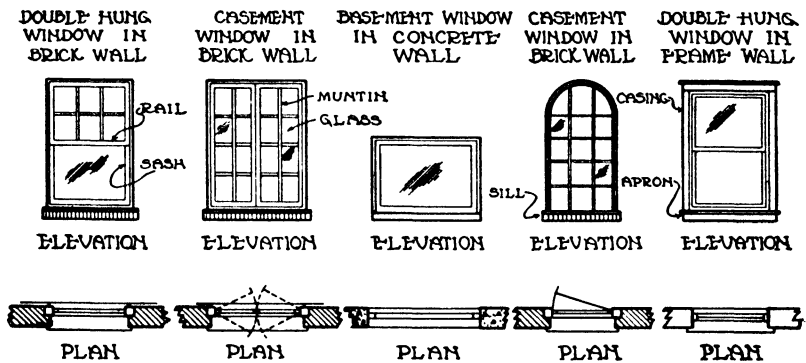 DOUBLE HUNG
WINDOW IN
BRICK WALL
CASEMENT
WINDOW IN
BRICK WALL
BASEMENT WINDOW
IN CONCRETE
WALL
CASEMENT
WINDOW IN
BRICK WALL
DOUBLE HUNG
WINDOW IN
FRAME WALL
RAIL
SASH
MUNTIN
GLASS
SILL
CASING
APRON
ELEVATION
ELEVATION
ELEVATION
ELEVATION
ELEVATION
PLAN
PLAN
PLAN
PLAN
PLAN